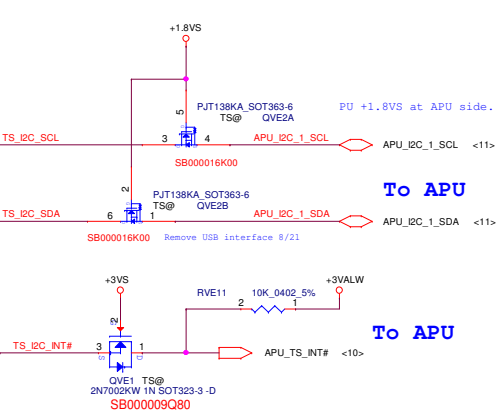 +1.8VS
5
PJT138KA_SOT363-6
TS@ QVE2A
PU +1.8VS at APU side.
TS_I2C_SCL 3 4 APU_I2C_1_SCL APU_I2C_1_SCL <11>
SB000016K00
To APU
2
PJT138KA_SOT363-6
TS@ QVE2B
TS_I2C_SDA 6 1 APU_I2C_1_SDA APU_I2C_1_SDA <11>
SB000016K00 Remove USB interface 8/21
+3VS +3VALW
RVE11 10K_0402_5%
2 1
To APU
2
G
TS_I2C_INT# 3 1 APU_TS_INT# <10>
S D
QVE1 TS@
2N7002KW 1N SOT323-3 -D
SB000009Q80